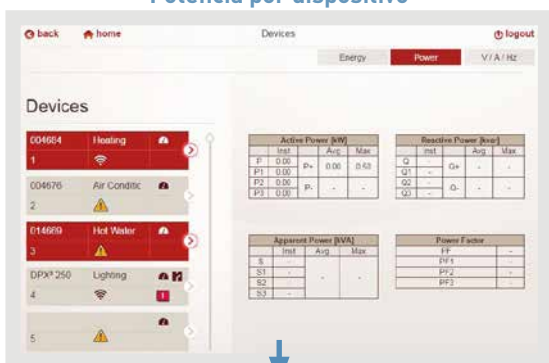 Potencia por dispositivo
back home Devices logout
Energy Power V / A / Hz
Devices
004684 Heating
1
004676 Air Conditic
2
014669 Hot Water
3
DPX³ 250 Lighting
4 1
5
Active Power [kW]
Inst Avg Max
P 0.00 P+ 0.00 0.53
P1 0.00
P2 0.00 P- - -
P3 0.00
Reactive Power [kvar]
Inst Avg Max
Q - Q+ - -
Q1 -
Q2 - Q- - -
Q3 -
Apparent Power [kVA]
Inst Avg Max
S - - -
S1 -
S2 -
S3 -
Power Factor
PF -
PF1 -
PF2 -
PF3 -